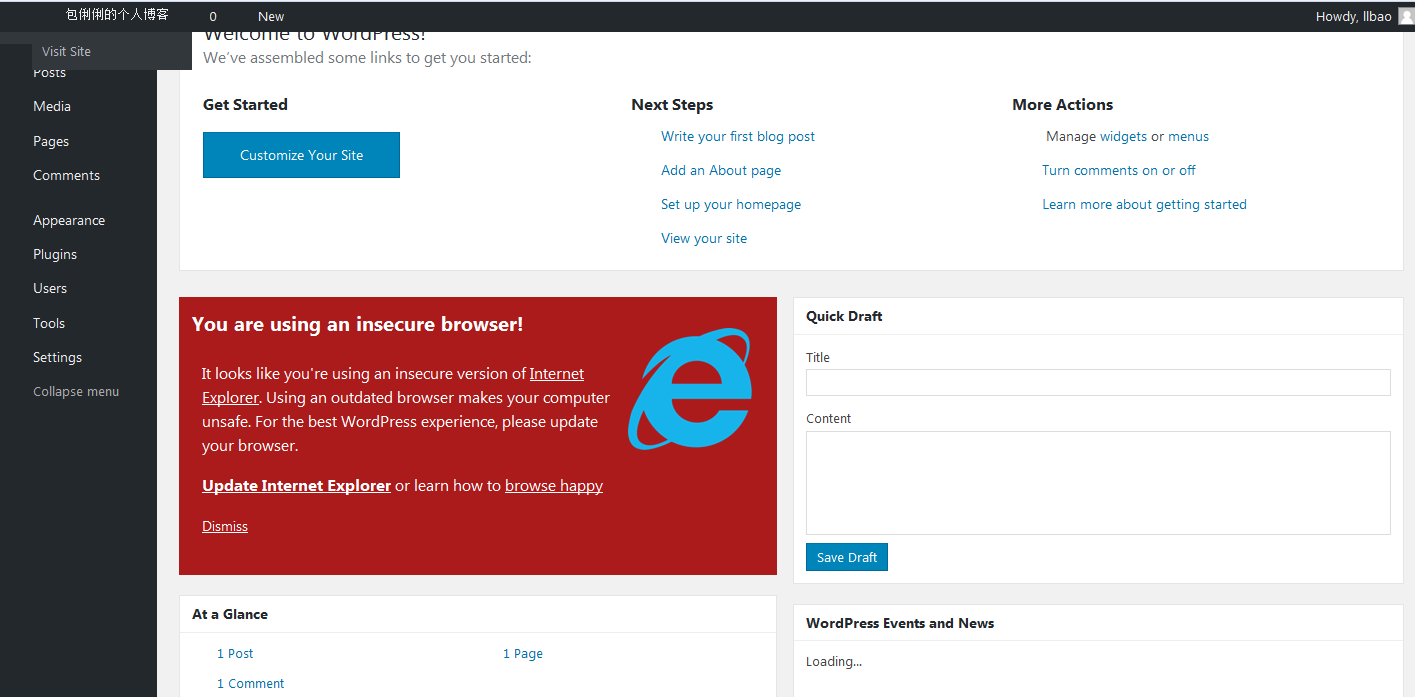 包俐俐的个人博客
0
New
Howdy, llbao
Visit Site
Posts
Media
Pages
Comments
Appearance
Plugins
Users
Tools
Settings
Collapse menu
Welcome to WordPress!
We've assembled some links to get you started:
Get Started
Customize Your Site
Next Steps
Write your first blog post
Add an About page
Set up your homepage
View your site
More Actions
Manage widgets or menus
Turn comments on or off
Learn more about getting started
You are using an insecure browser!
It looks like you're using an insecure version of Internet
Explorer. Using an outdated browser makes your computer
unsafe. For the best WordPress experience, please update
your browser.
Update Internet Explorer or learn how to browse happy
Dismiss
At a Glance
1 Post
1 Page
1 Comment
Quick Draft
Title
Content
Save Draft
WordPress Events and News
Loading...